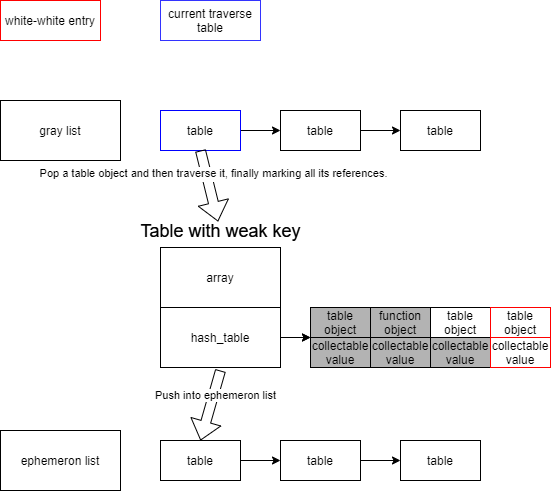 white-white entry
current traverse
table
gray list
table
table
table
Pop a table object and then traverse it, finally marking all its references.
Table with weak key
array
hash_table
table
object
function
object
table
object
table
object
collectable
value
collectable
value
collectable
value
collectable
value
Push into ephemeron list
ephemeron list
table
table
table